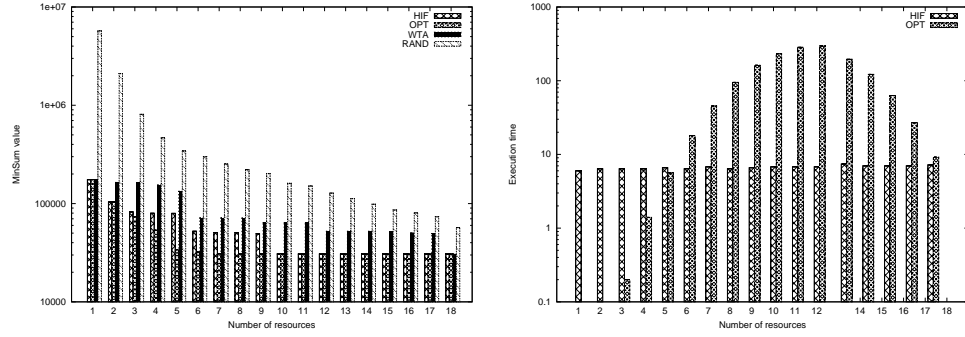 1e+07
1e+06
100000
10000
MinSum value
HIF
OPT
WTA
RAND
1 2 3 4 5 6 7 8 9 10 11 12 13 14 15 16 17 18
Number of resources
1000
100
10
1
0.1
Execution time
HIF
OPT
1 2 3 4 5 6 7 8 9 10 11 12 14 15 16 17 18
Number of resources